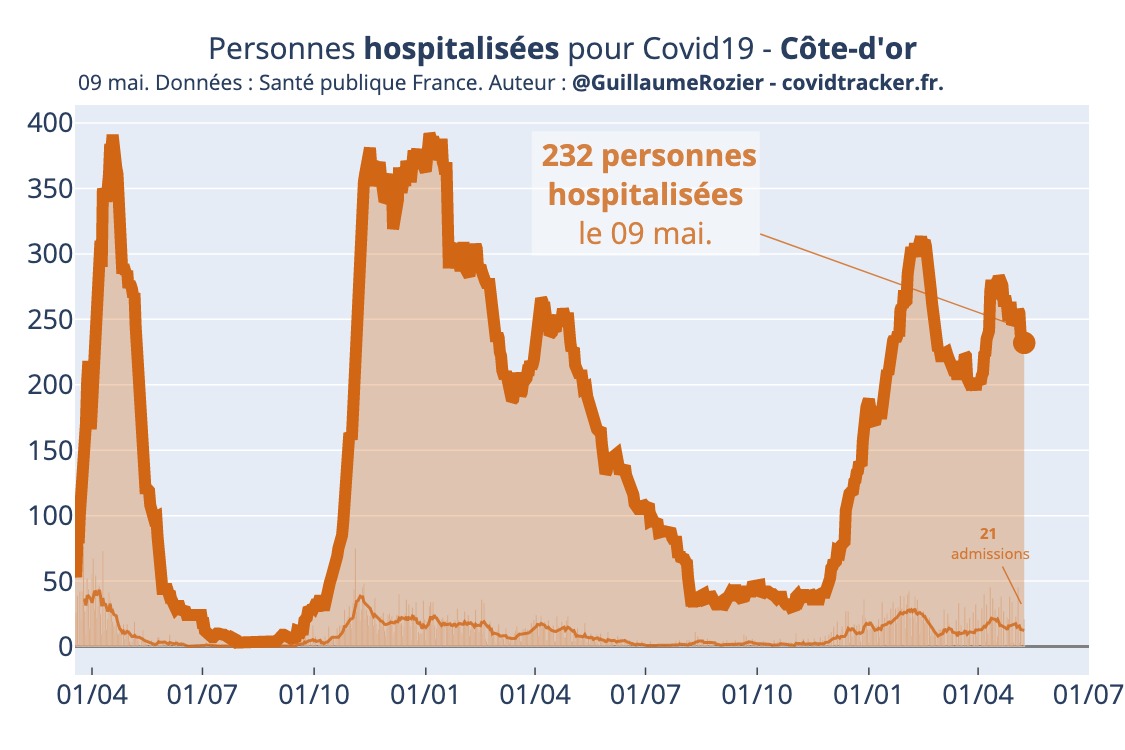 Personnes hospitalisées pour Covid19 - Côte-d'or
09 mai. Données : Santé publique France. Auteur : @GuillaumeRozier - covidtracker.fr.
400
350
300
250
200
150
100
50
0
232 personnes
hospitalisées
le 09 mai.
21
admissions
01/04 01/07 01/10 01/01 01/04 01/07 01/10 01/01 01/04 01/07